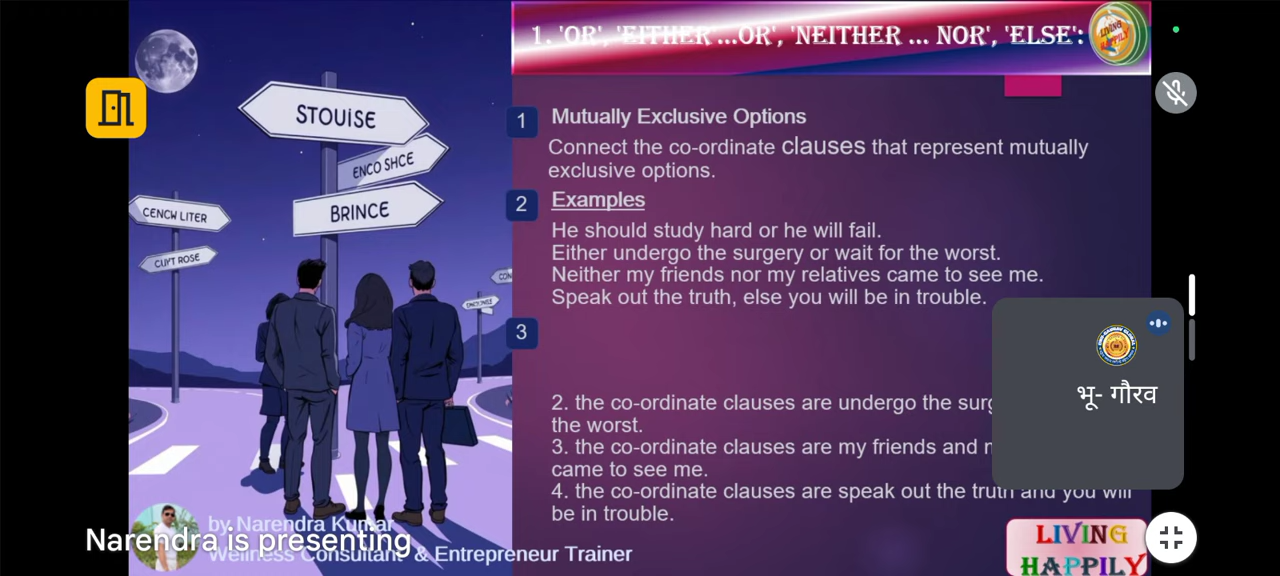 1. 'OR', 'EITHER ...OR', 'NEITHER ... NOR', 'ELSE':
LIVING
HAPPILY
STOUISE
ENCO SHCE
BRINCE
CENCW LITER
CUYT ROSE
1
Mutually Exclusive Options
Connect the co-ordinate clauses that represent mutually
exclusive options.
2
Examples
He should study hard or he will fail.
Either undergo the surgery or wait for the worst.
Neither my friends nor my relatives came to see me.
Speak out the truth, else you will be in trouble.
3
भू- गौरव
2. the co-ordinate clauses are undergo the
the worst.
3. the co-ordinate clauses are my friends and
came to see me.
4. the co-ordinate clauses are speak out the truth and you will
be in trouble.
by Narendra Kumar
Narendra is presenting
Wellness Consultant & Entrepreneur Trainer
LIVING
HAPPILY